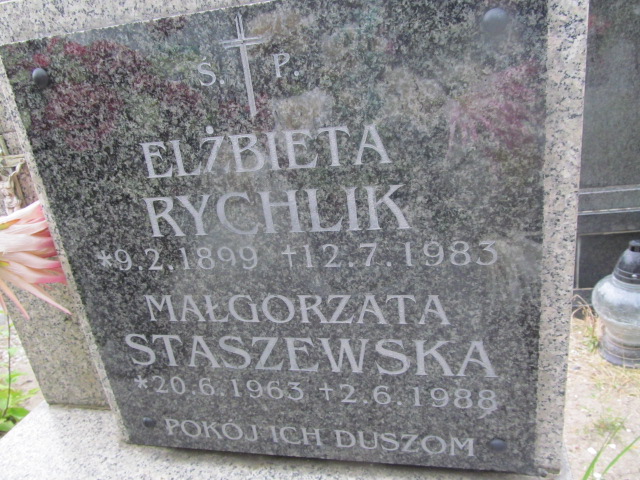 Ś. P.
ELŻBIETA
RYCHLIK
*9.2.1899 †12.7.1983
MAŁGORZATA
STASZEWSKA
*20.6.1963 †2.6.1988
POKÓJ ICH DUSZOM